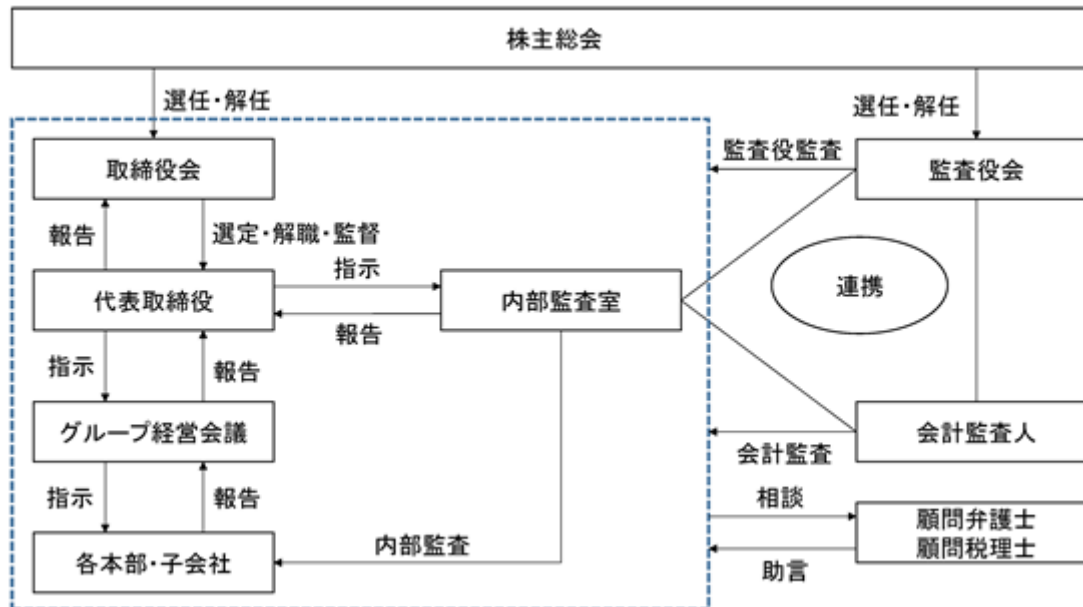 株主総会
選任・解任
選任・解任
取締役会
監査役監査
監査役会
報告
選定・解職・監督
指示
代表取締役
内部監査室
連携
報告
指示
報告
グループ経営会議
会計監査人
会計監査
指示
報告
相談
顧問弁護士
顧問税理士
各本部・子会社
内部監査
助言